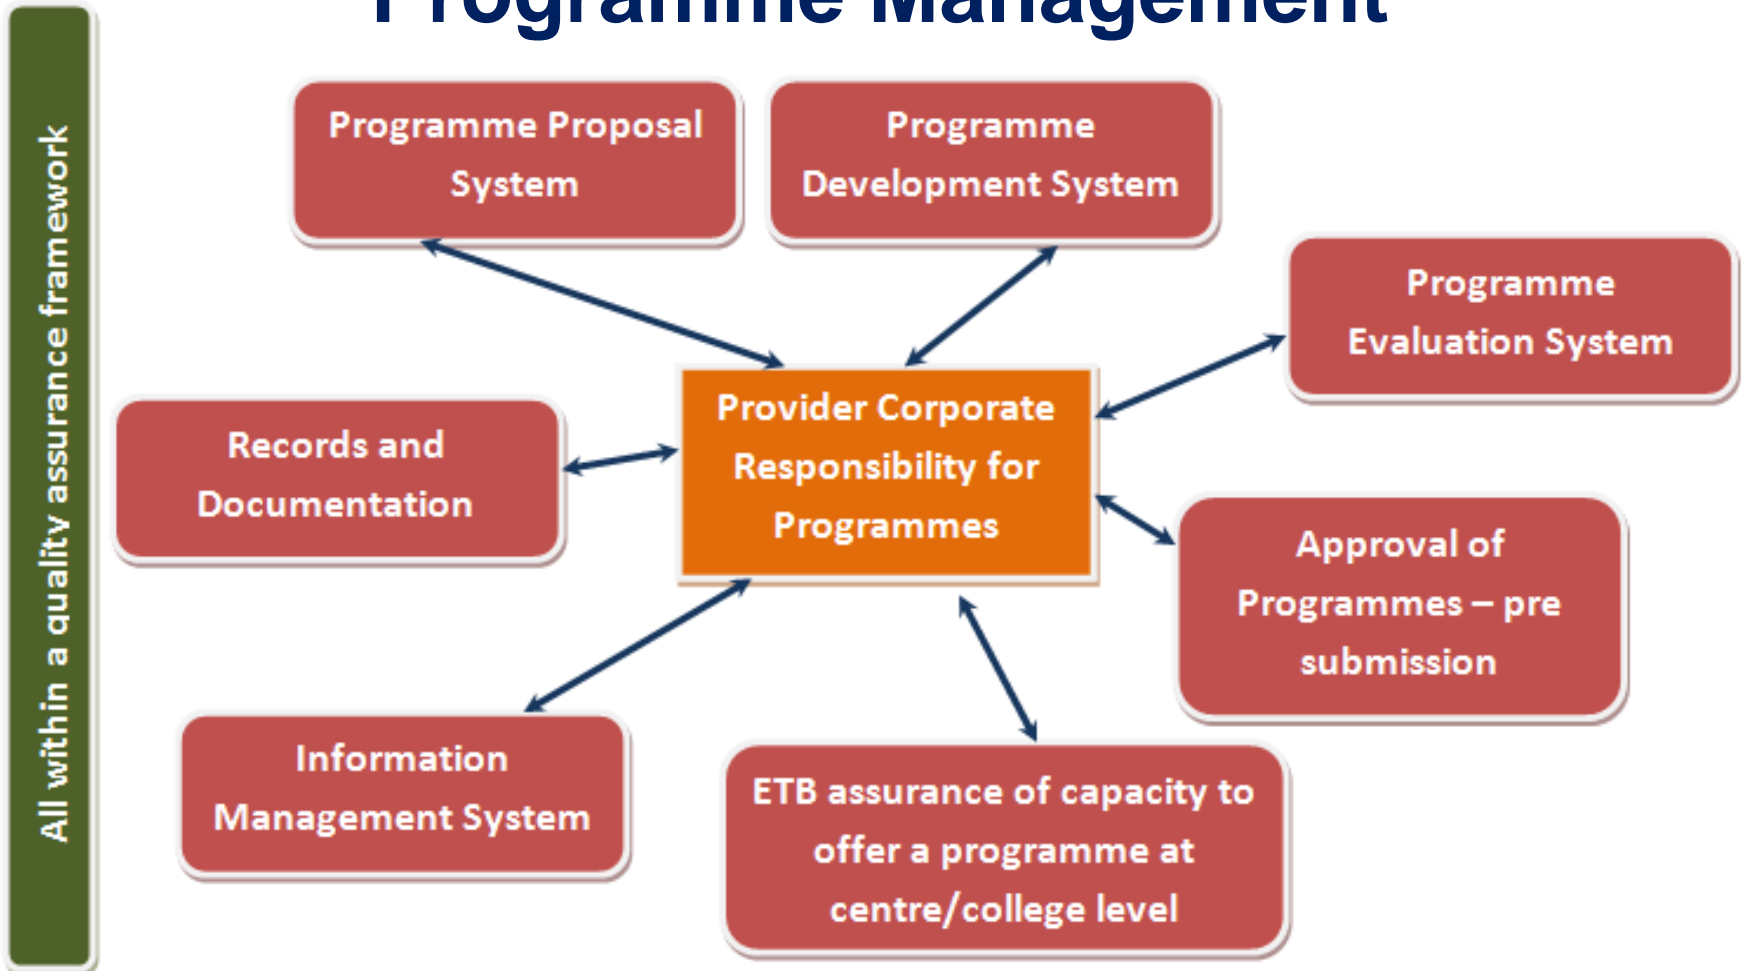 Programme Management
All within a quality assurance framework
Programme Proposal
System
Programme
Development System
Programme
Evaluation System
Provider Corporate
Responsibility for
Programmes
Records and
Documentation
Approval of
Programmes – pre
submission
Information
Management System
ETB assurance of capacity to
offer a programme at
centre/college level